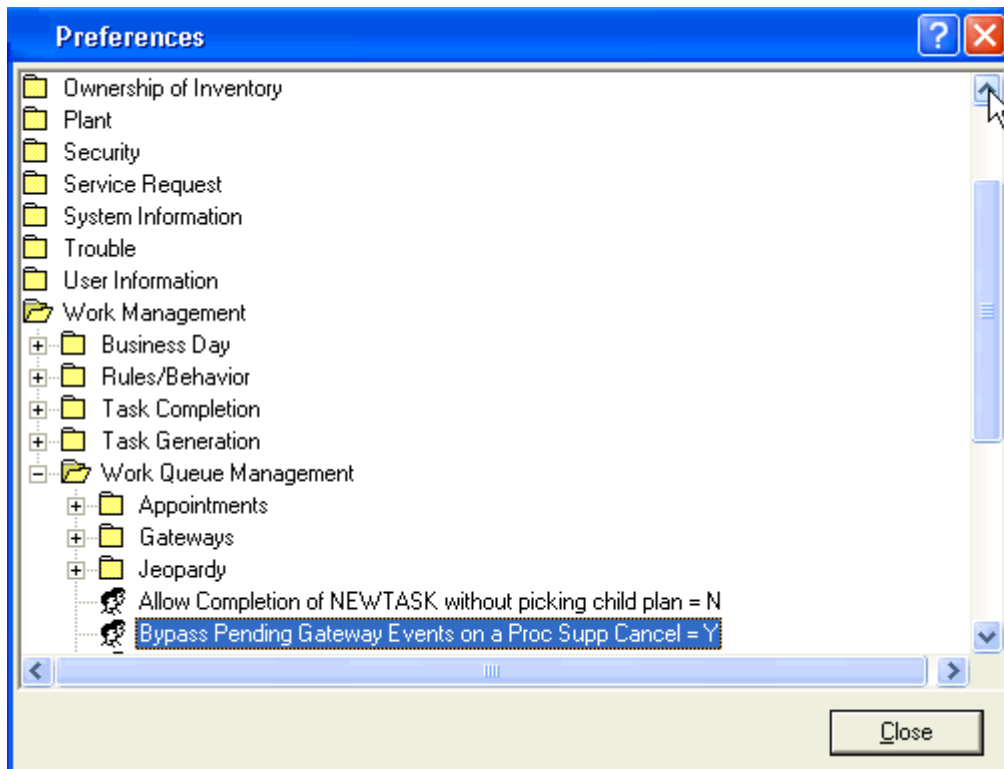 Preferences
?
Ownership of Inventory
Plant
Security
Service Request
System Information
Trouble
User Information
Work Management
Business Day
Rules/Behavior
Task Completion
Task Generation
Work Queue Management
Appointments
Gateways
Jeopardy
Allow Completion of NEWTASK without picking child plan = N
Bypass Pending Gateway Events on a Proc Supp Cancel = Y
Close